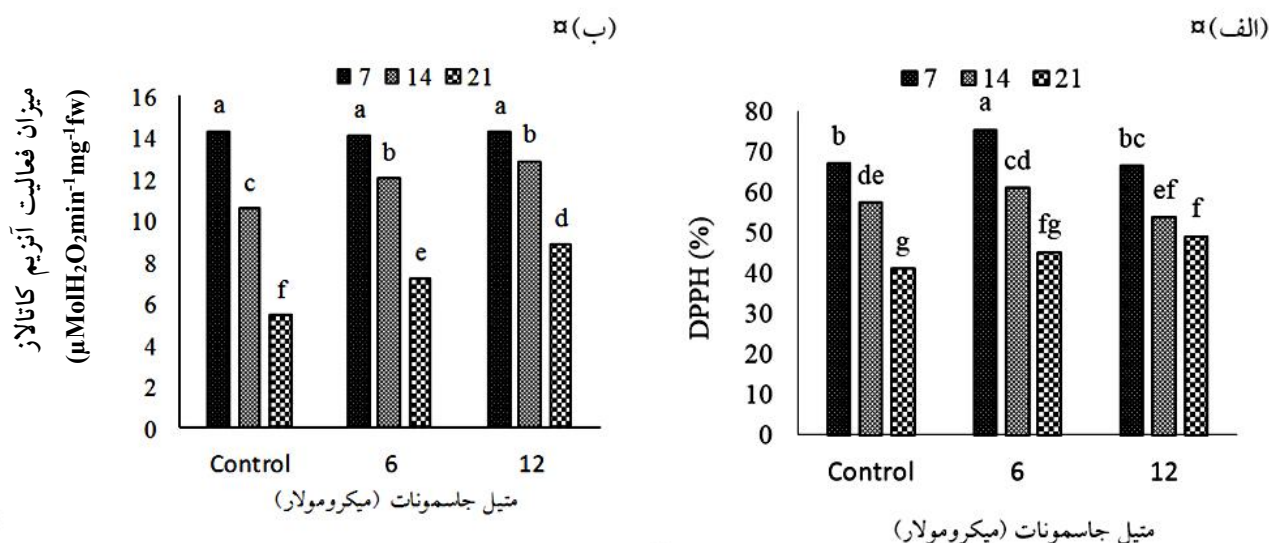 (الف)¤
7 14 21
DPPH (%)
80
70
60
50
40
30
20
10
0
b de g
a cd fg
bc ef f
Control 6 12
متیل جاسمونات (میکرومولار)
(ب)¤
7 14 21
میزان فعالیت آنزیم کاتالاز
(µMolH₂O₂min⁻¹mg⁻¹fw)
16
14
12
10
8
6
4
2
0
a c f
a b e
a b d
Control 6 12
متیل جاسمونات (میکرومولار)